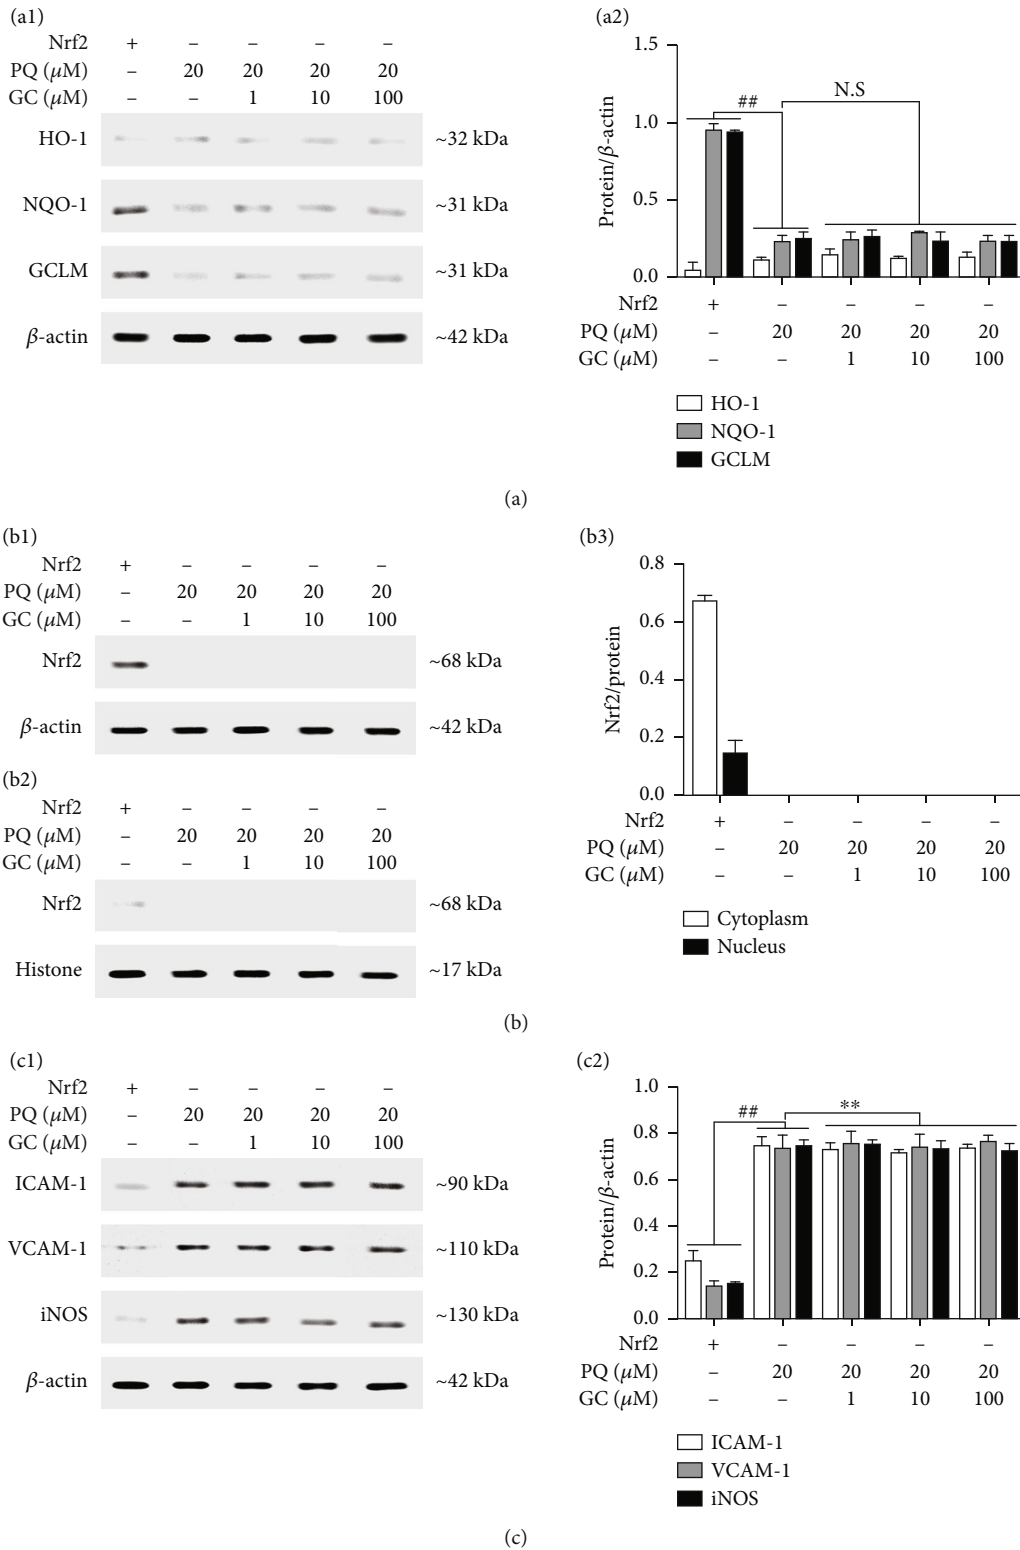 (a1)
Nrf2 + – – – –
PQ (μM) – 20 20 20 20
GC (μM) – – 1 10 100
HO-1 ~32 kDa
NQO-1 ~31 kDa
GCLM ~31 kDa
β-actin ~42 kDa
(a2)
1.5
1.0
0.5
0.0
Protein/β-actin
##
N.S
Nrf2 + – – – –
PQ (μM) – 20 20 20 20
GC (μM) – – 1 10 100
HO-1
NQO-1
GCLM
(a)
(b1)
Nrf2 + – – – –
PQ (μM) – 20 20 20 20
GC (μM) – – 1 10 100
Nrf2 ~68 kDa
β-actin ~42 kDa
(b2)
Nrf2 + – – – –
PQ (μM) – 20 20 20 20
GC (μM) – – 1 10 100
Nrf2 ~68 kDa
Histone ~17 kDa
(b3)
0.8
0.6
0.4
0.2
0.0
Nrf2/protein
Nrf2 + – – – –
PQ (μM) – 20 20 20 20
GC (μM) – – 1 10 100
Cytoplasm
Nucleus
(b)
(c1)
Nrf2 + – – – –
PQ (μM) – 20 20 20 20
GC (μM) – – 1 10 100
ICAM-1 ~90 kDa
VCAM-1 ~110 kDa
iNOS ~130 kDa
β-actin ~42 kDa
(c2)
1.0
0.8
0.6
0.4
0.2
0.0
Protein/β-actin
##
**
Nrf2 + – – – –
PQ (μM) – 20 20 20 20
GC (μM) – – 1 10 100
ICAM-1
VCAM-1
iNOS
(c)